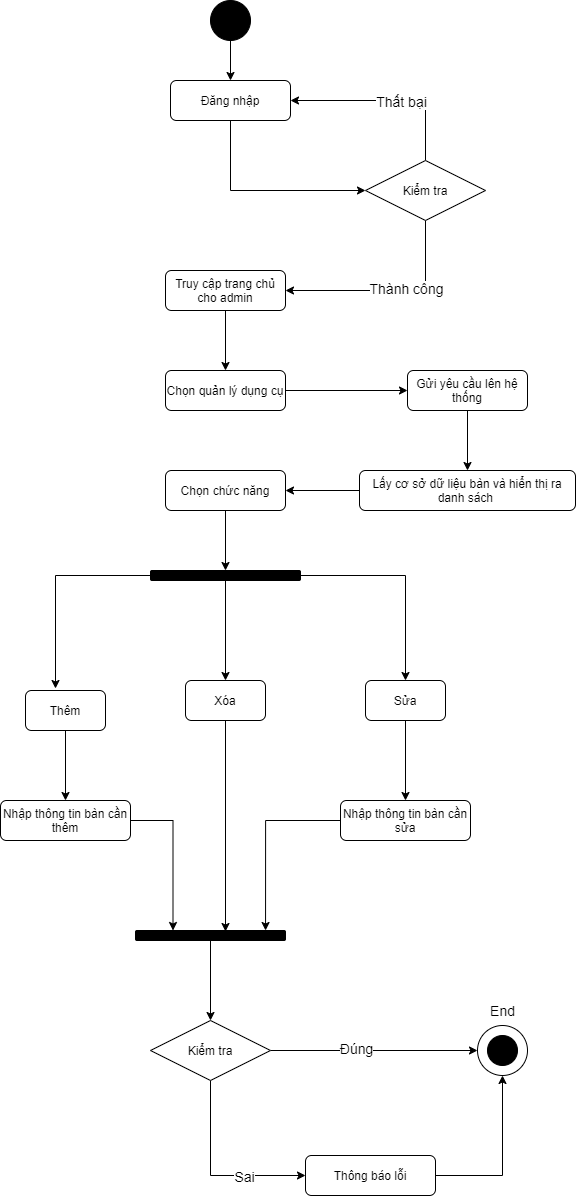 Đăng nhập
Thất bại
Kiểm tra
Truy cập trang chủ
cho admin
Thành công
Chọn quản lý dụng cụ
Gửi yêu cầu lên hệ
thống
Chọn chức năng
Lấy cơ sở dữ liệu bàn và hiển thị ra
danh sách
Thêm
Xóa
Sửa
Nhập thông tin bàn cần
thêm
Nhập thông tin bàn cần
sửa
End
Kiểm tra
Đúng
Sai
Thông báo lỗi